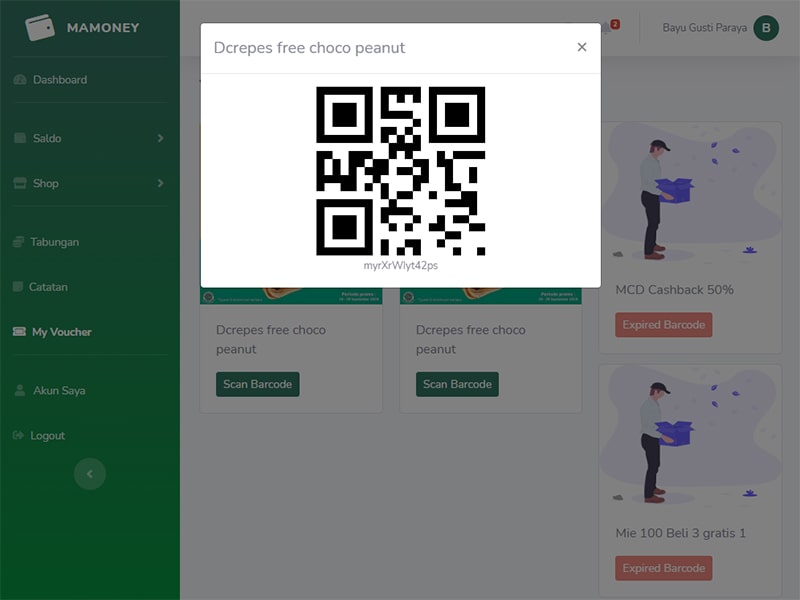 MAMONEY
Dashboard
Saldo
Shop
Tabungan
Catatan
My Voucher
Akun Saya
Logout
2
Bayu Gusti Paraya
B
Dcrepes free choco peanut
×
myrXrWlyt42ps
Dcrepes free choco
peanut
Scan Barcode
Dcrepes free choco
peanut
Scan Barcode
MCD Cashback 50%
Expired Barcode
Mie 100 Beli 3 gratis 1
Expired Barcode